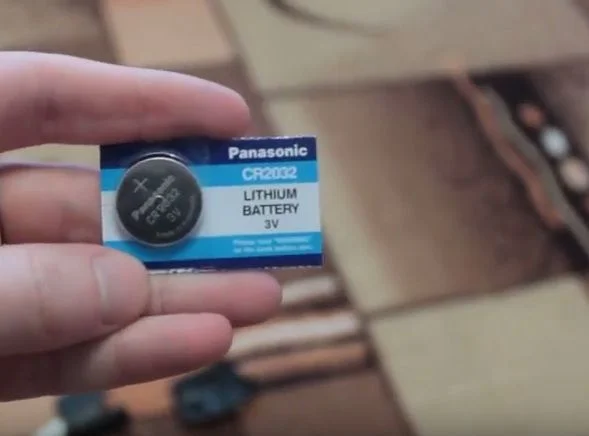 Panasonic
CR2032
LITHIUM
BATTERY
3V
+
Panasonic
CR2032
3V